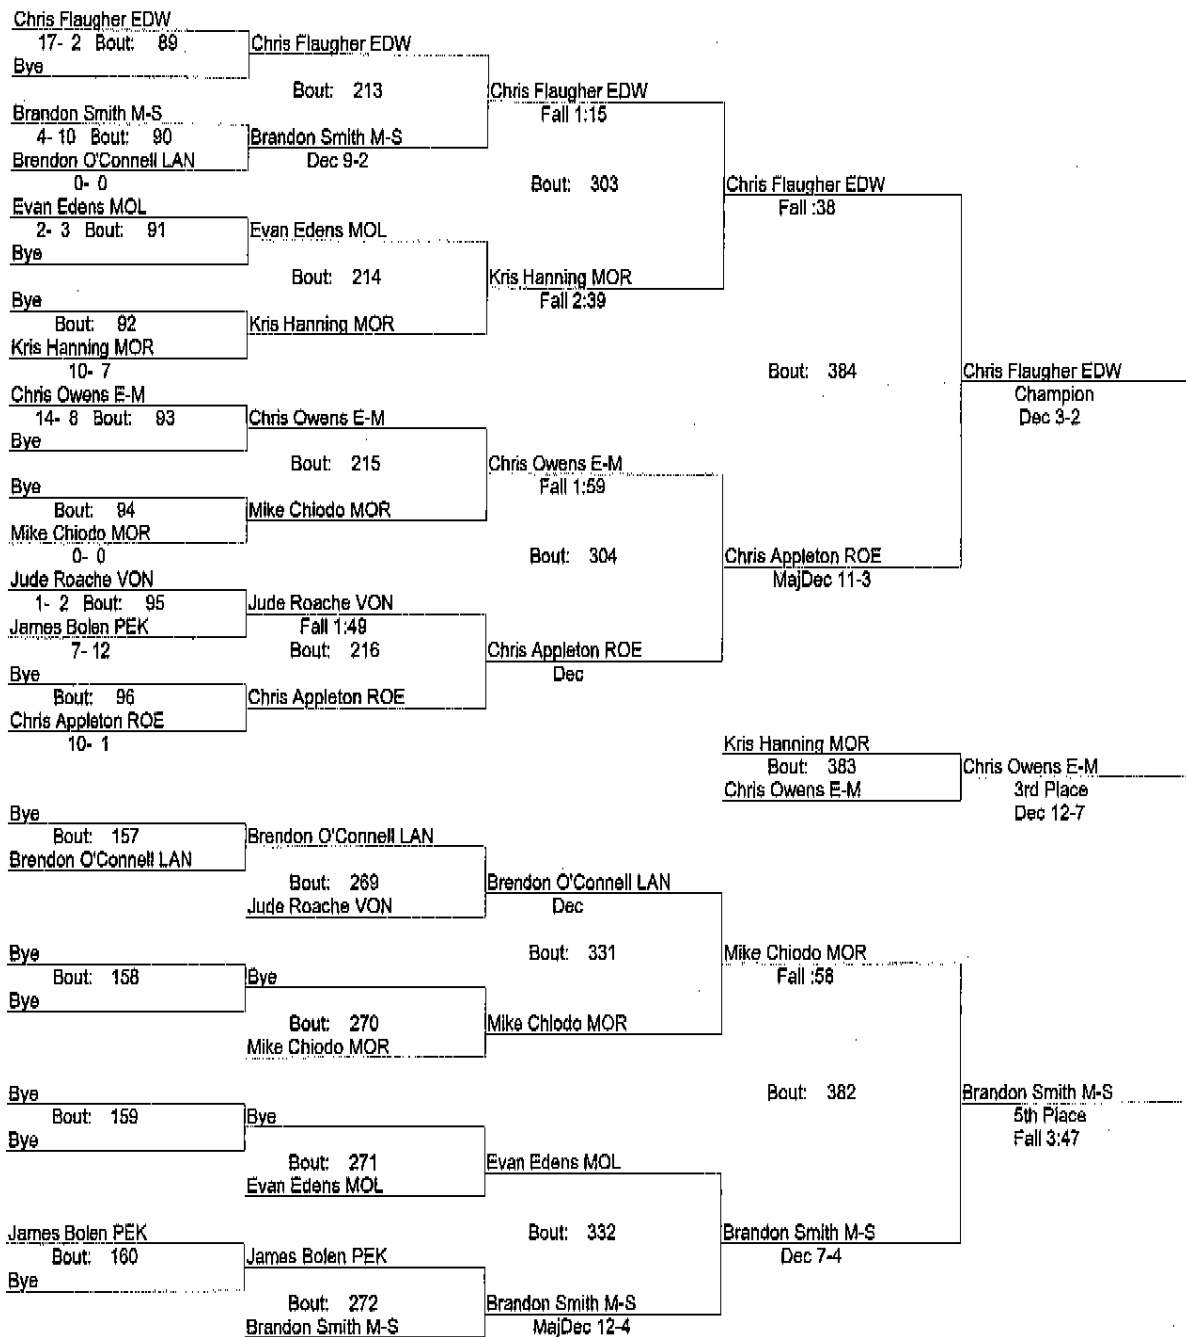 Chris Flaugher EDW
17- 2 Bout: 89
Chris Flaugher EDW
Bye
Bout: 213
Chris Flaugher EDW
Fall 1:15
Brandon Smith M-S
4- 10 Bout: 90
Brandon Smith M-S
Brendon O'Connell LAN
Dec 9-2
0- 0
Bout: 303
Chris Flaugher EDW
Fall :38
Evan Edens MOL
2- 3 Bout: 91
Evan Edens MOL
Bye
Bout: 214
Kris Hanning MOR
Fall 2:39
Bye
Bout: 92
Kris Hanning MOR
Kris Hanning MOR
10- 7
Bout: 384
Chris Flaugher EDW
Champion
Dec 3-2
Chris Owens E-M
14- 8 Bout: 93
Chris Owens E-M
Bye
Bout: 215
Chris Owens E-M
Fall 1:59
Bye
Bout: 94
Mike Chiodo MOR
Mike Chiodo MOR
0- 0
Bout: 304
Chris Appleton ROE
MajDec 11-3
Jude Roache VON
1- 2 Bout: 95
Jude Roache VON
James Bolen PEK
Fall 1:49
7- 12
Bout: 216
Chris Appleton ROE
Dec
Bye
Bout: 96
Chris Appleton ROE
Chris Appleton ROE
10- 1
Kris Hanning MOR
Bout: 383
Chris Owens E-M
Chris Owens E-M
3rd Place
Dec 12-7
Bye
Bout: 157
Brendon O'Connell LAN
Brendon O'Connell LAN
Bout: 269
Brendon O'Connell LAN
Jude Roache VON
Dec
Bye
Bout: 331
Mike Chiodo MOR
Bout: 158
Bye
Fall :58
Bye
Bout: 270
Mike Chiodo MOR
Mike Chiodo MOR
Bye
Bout: 382
Brandon Smith M-S
Bout: 159
Bye
5th Place
Bye
Fall 3:47
Bout: 271
Evan Edens MOL
Evan Edens MOL
James Bolen PEK
Bout: 332
Brandon Smith M-S
Bout: 160
James Bolen PEK
Dec 7-4
Bye
Bout: 272
Brandon Smith M-S
Brandon Smith M-S
MajDec 12-4